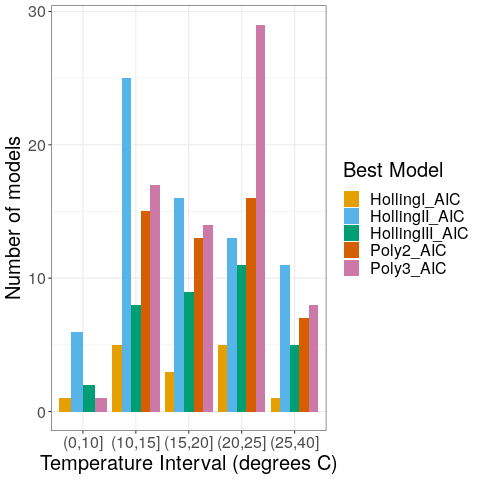 30
20
10
0
Number of models
(0,10] (10,15] (15,20] (20,25] (25,40]
Temperature Interval (degrees C)
Best Model
HollingI_AIC
HollingII_AIC
HollingIII_AIC
Poly2_AIC
Poly3_AIC